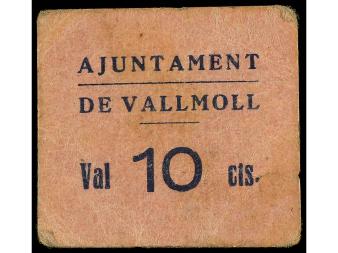 AJUNTAMENT
DE VALLMOLL
Val 10 cts.